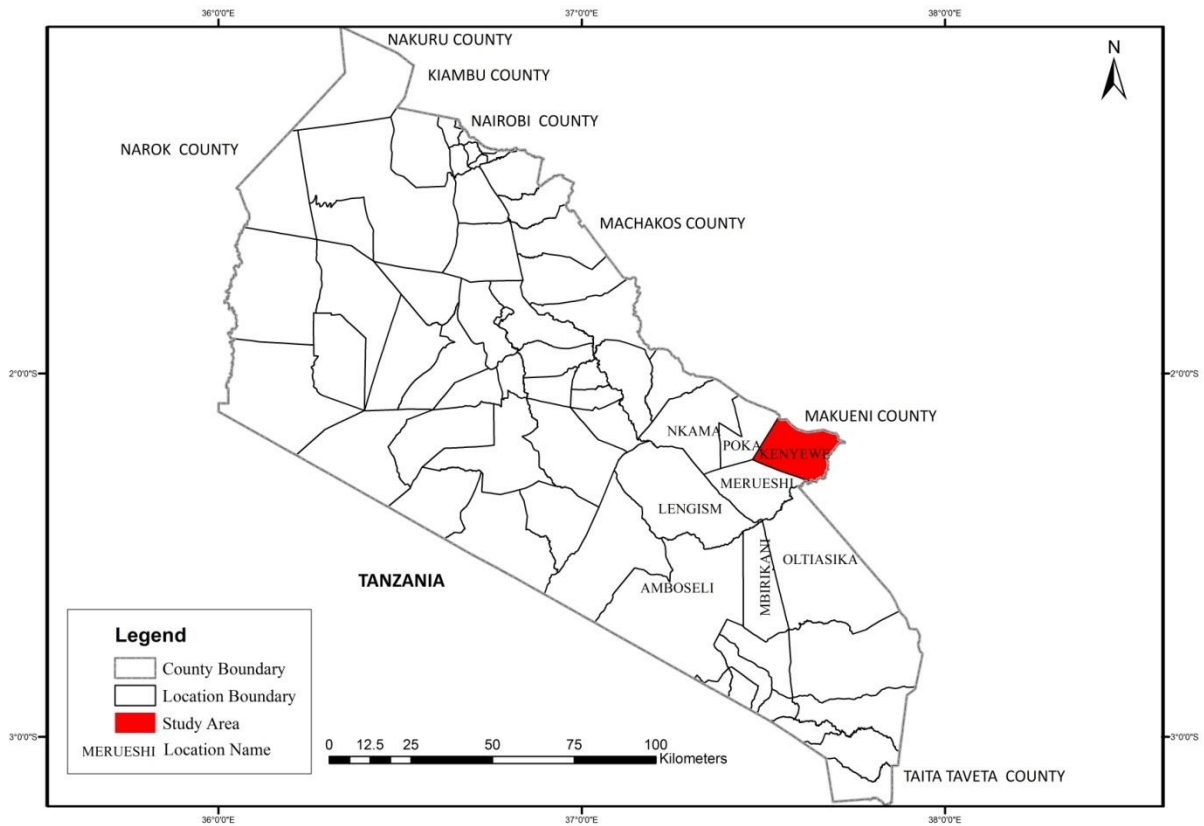 36°0'0"E
37°0'0"E
38°0'0"E
NAKURU COUNTY
N
KIAMBU COUNTY
NAIROBI COUNTY
NAROK COUNTY
MACHAKOS COUNTY
2°0'0"S
2°0'0"S
MAKUENI COUNTY
NKAMA
POKA
KENYEWE
MERUESHI
LENGISM
OLTIASIKA
MBIRIKANI
TANZANIA
AMBOSELI
Legend
County Boundary
Location Boundary
Study Area
MERUESHI Location Name
3°0'0"S
3°0'0"S
0 12.5 25 50 75 100
Kilometers
TAITA TAVETA COUNTY
36°0'0"E
37°0'0"E
38°0'0"E